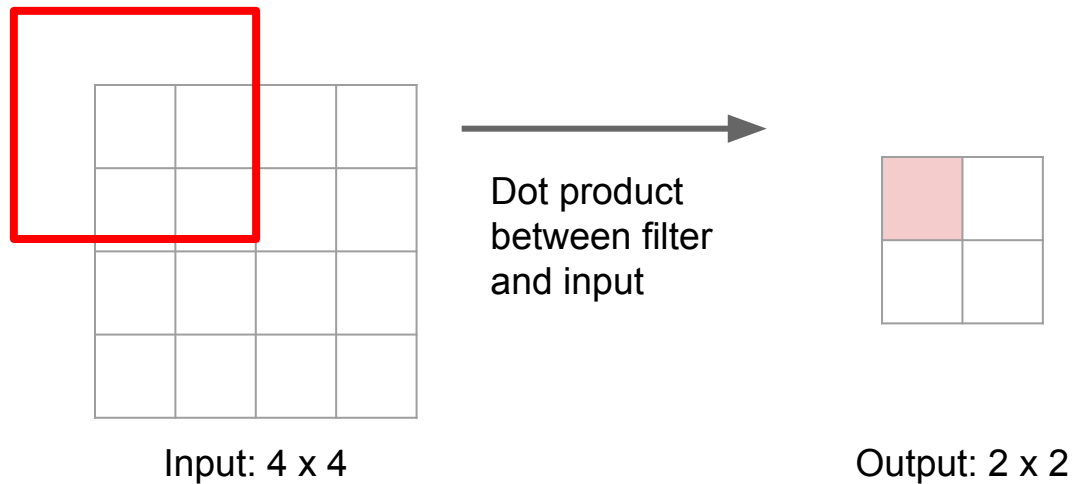 Dot product
between filter
and input
Input: 4 x 4
Output: 2 x 2